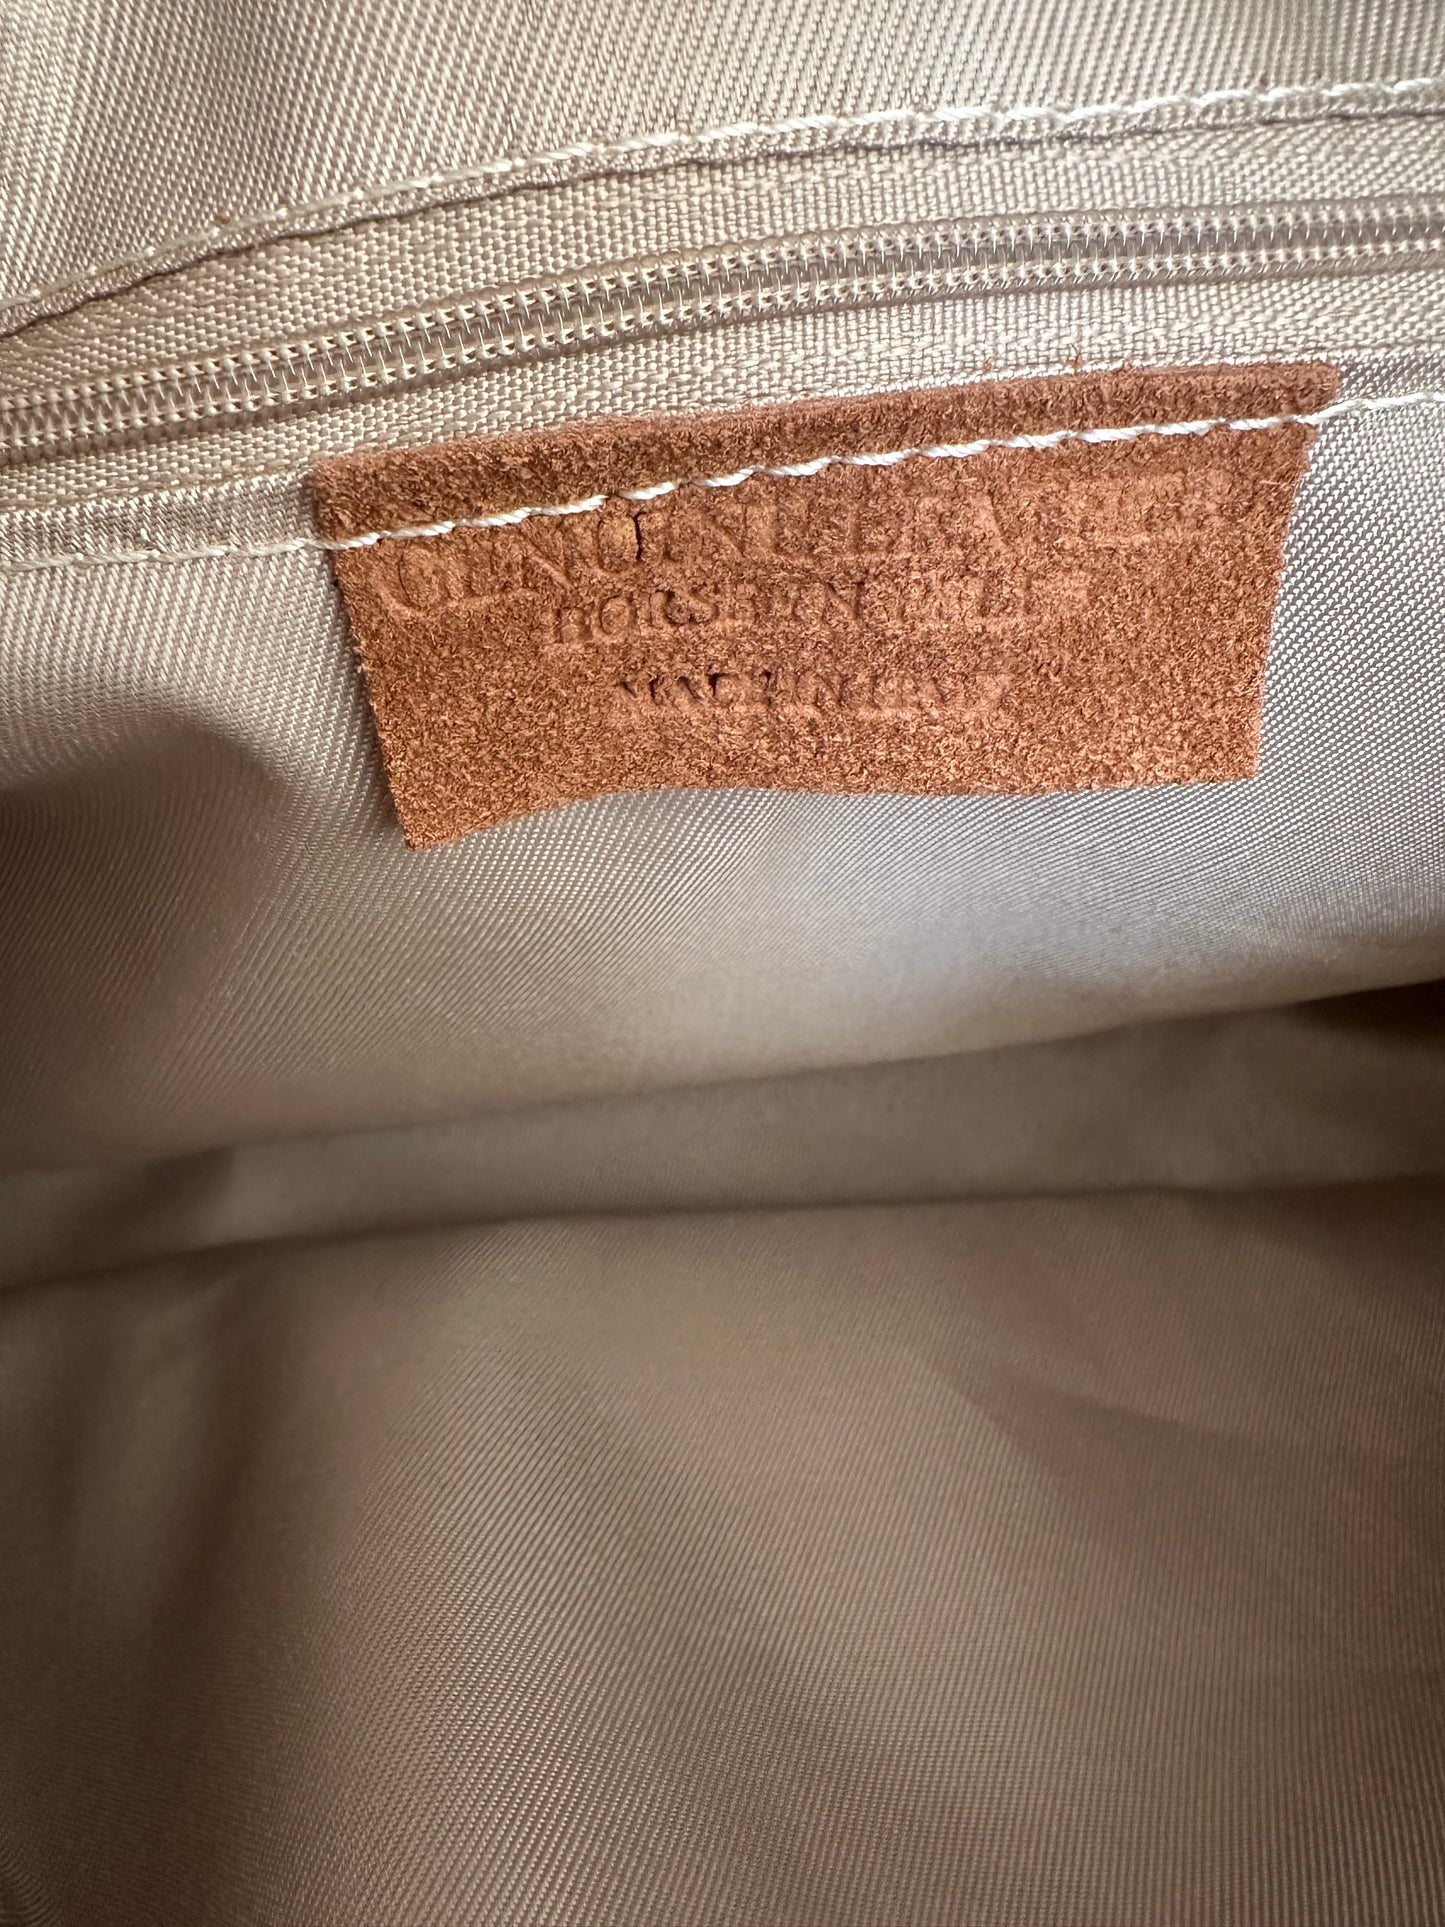 GENUINE LEATHER
BORSE IN PELLE
MADE IN ITALY